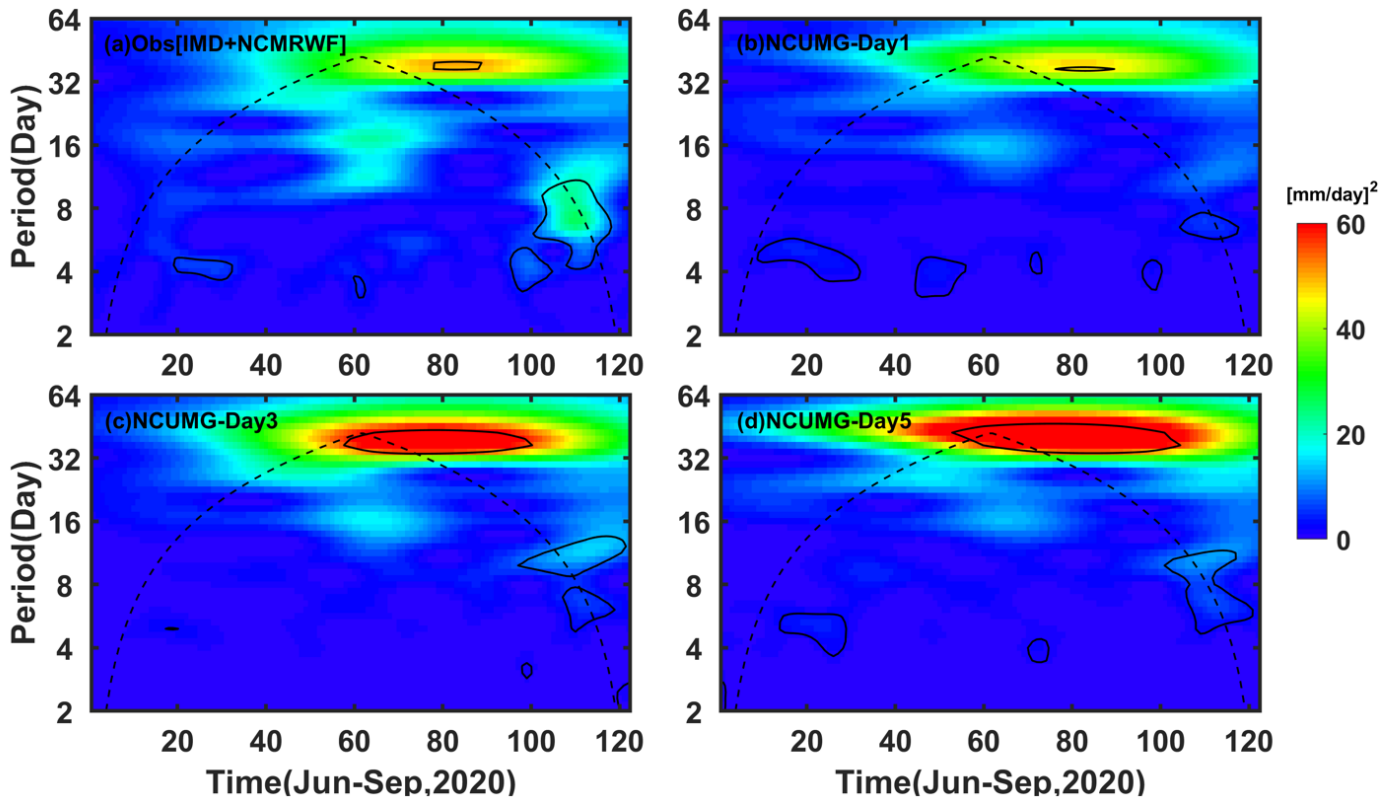 (a)Obs[IMD+NCMRWF]
64
32
16
8
4
2
20 40 60 80 100 120
Period(Day)
(b)NCUMG-Day1
64
32
16
8
4
2
20 40 60 80 100 120
(c)NCUMG-Day3
64
32
16
8
4
2
20 40 60 80 100 120
Period(Day)
Time(Jun-Sep,2020)
(d)NCUMG-Day5
64
32
16
8
4
2
20 40 60 80 100 120
Time(Jun-Sep,2020)
[mm/day]²
60
40
20
0